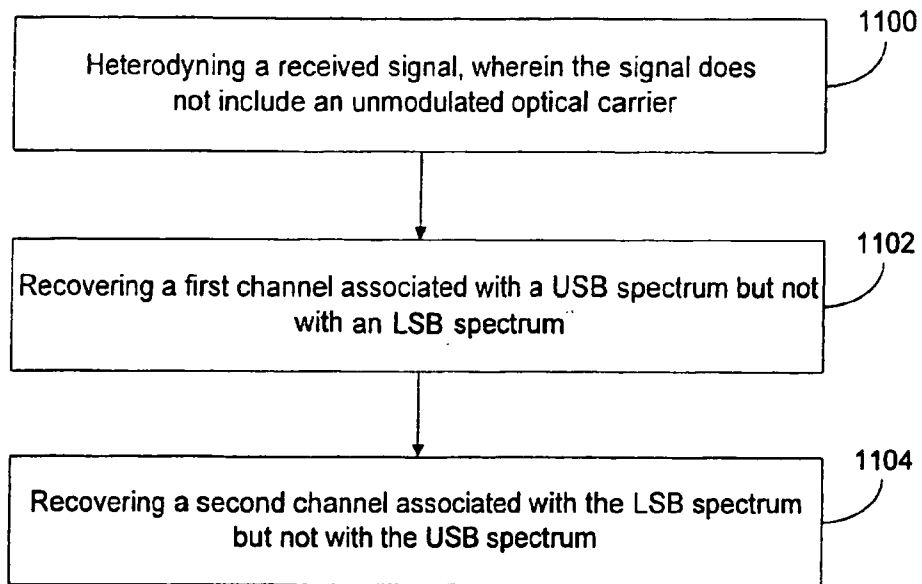 1100
Heterodyning a received signal, wherein the signal does
not include an unmodulated optical carrier
1102
Recovering a first channel associated with a USB spectrum but not
with an LSB spectrum
1104
Recovering a second channel associated with the LSB spectrum
but not with the USB spectrum